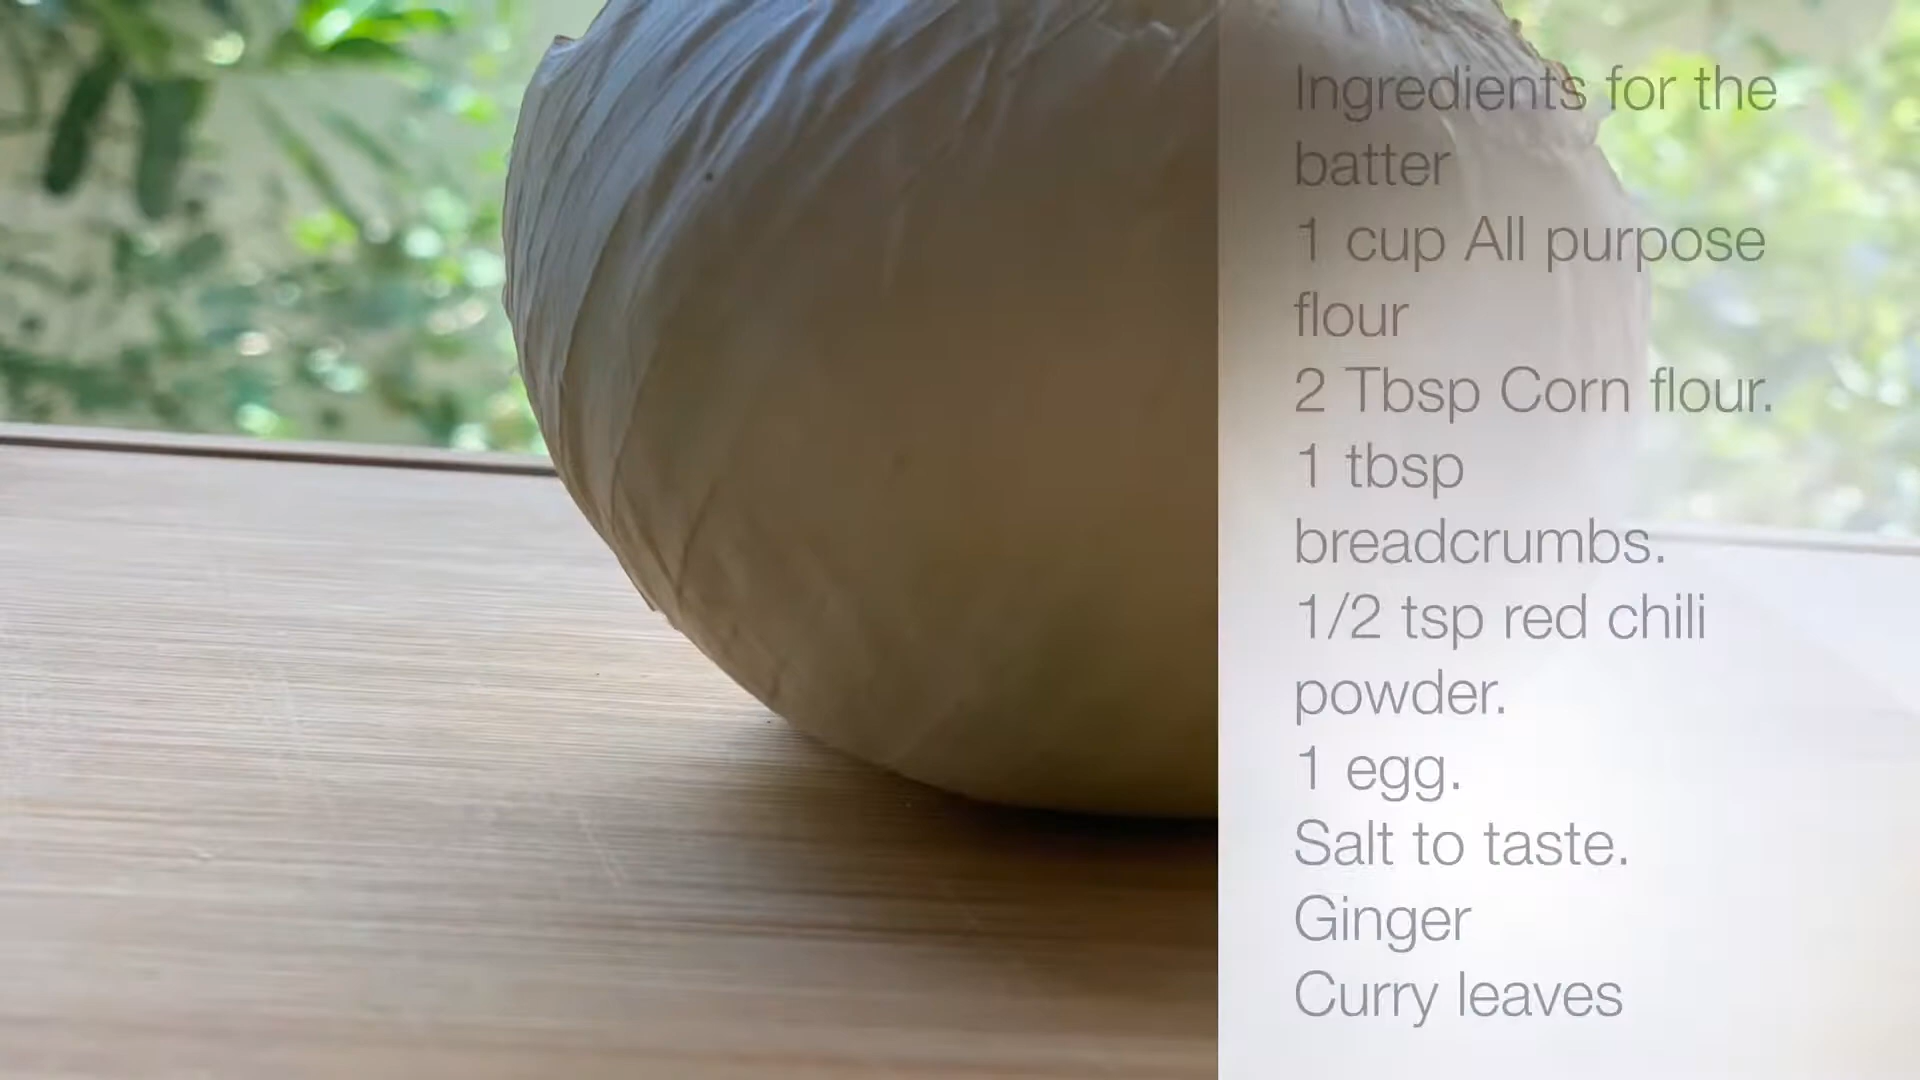 Ingredients for the
batter
1 cup All purpose
flour
2 Tbsp Corn flour.
1 tbsp
breadcrumbs.
1/2 tsp red chili
powder.
1 egg.
Salt to taste.
Ginger
Curry leaves